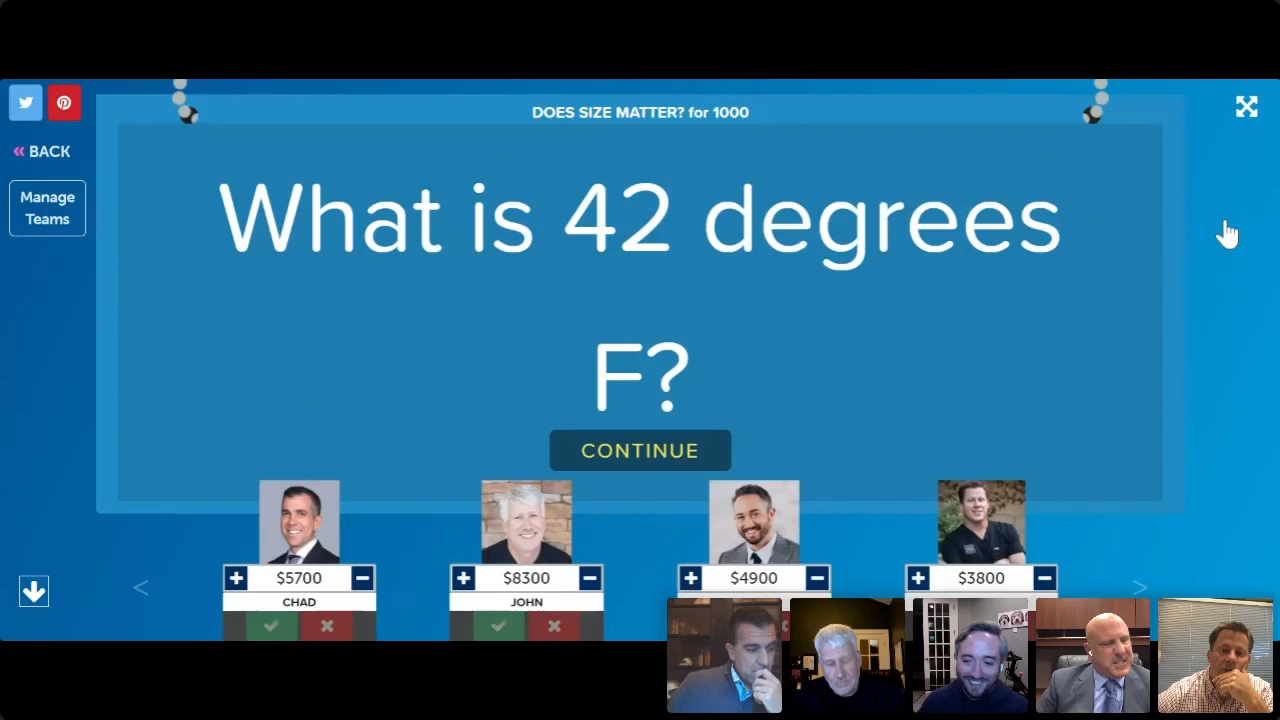 DOES SIZE MATTER? for 1000
« BACK
Manage
Teams
What is 42 degrees
F?
CONTINUE
+ $5700 −
+ $8300 −
+ $4900 −
+ $3800 −
CHAD
JOHN